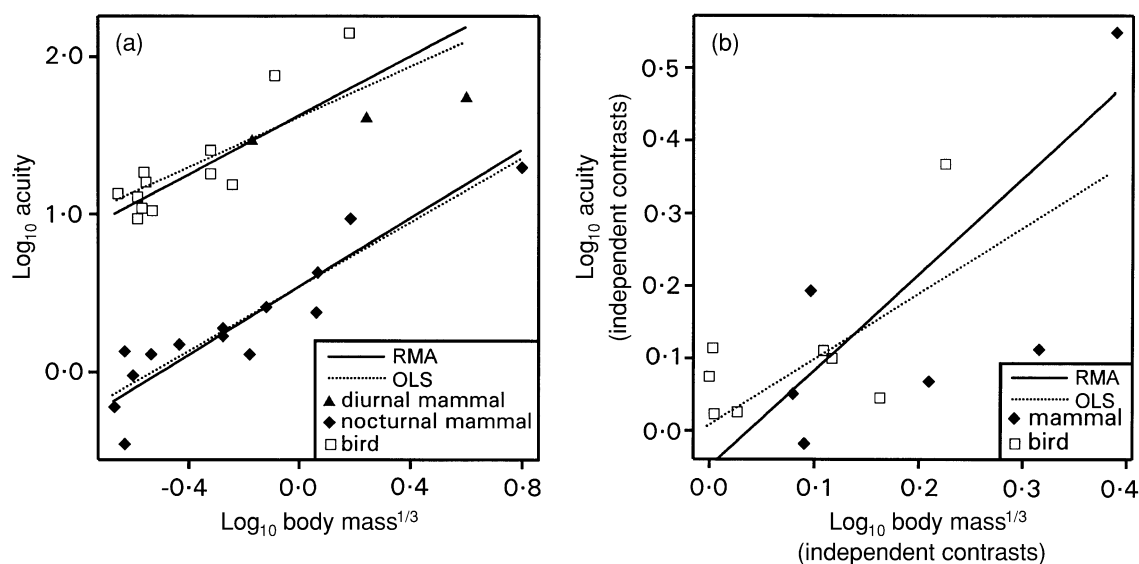 (a)
2·0
1·0
0·0
Log10 acuity
RMA
OLS
diurnal mammal
nocturnal mammal
bird
-0·4
0.0
0·4
0·8
Log10 body mass1/3
(b)
0·5
0·4
0·3
0·2
0·1
0·0
Log10 acuity
(independent contrasts)
RMA
OLS
mammal
bird
0·0
0·1
0·2
0·3
0·4
Log10 body mass1/3
(independent contrasts)